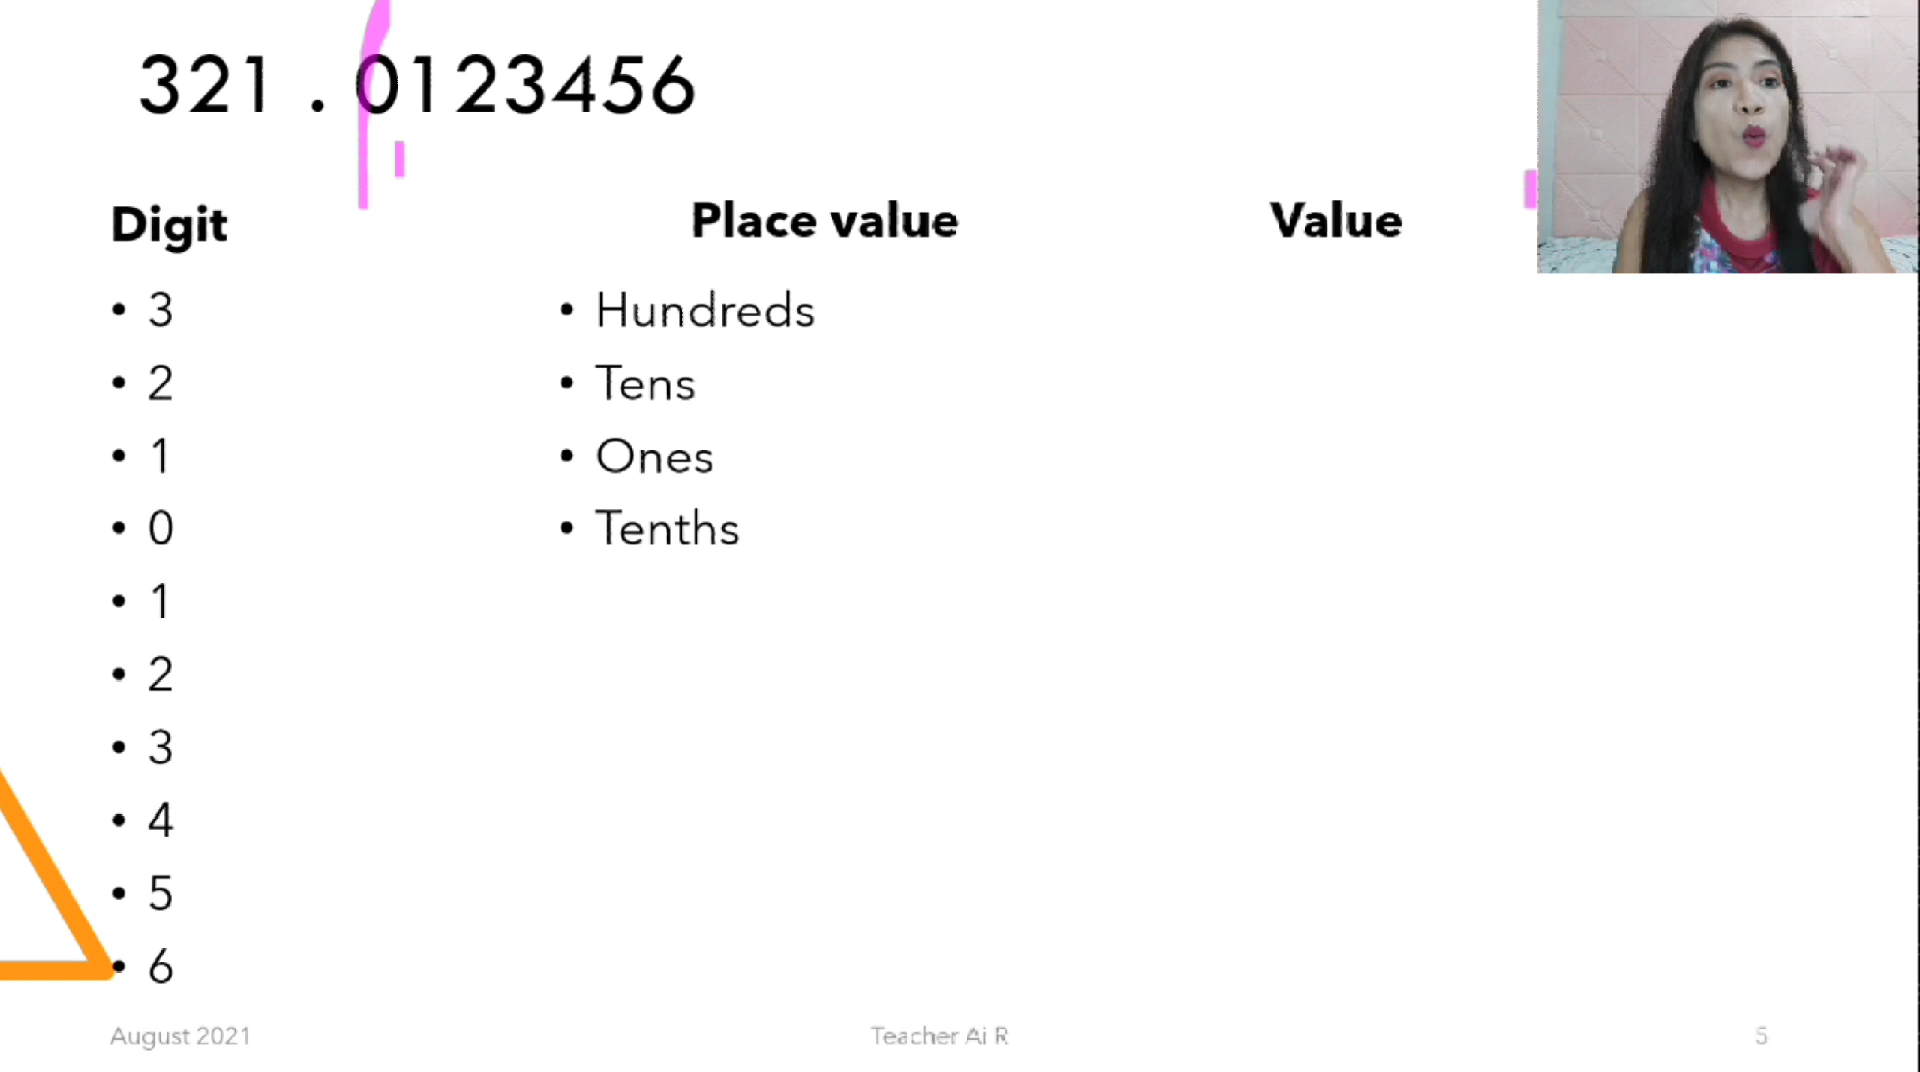 321 . 0123456
Digit
Place value
Value
• 3
• 2
• 1
• 0
• 1
• 2
• 3
• 4
• 5
• 6
• Hundreds
• Tens
• Ones
• Tenths
August 2021
Teacher Ai R
5